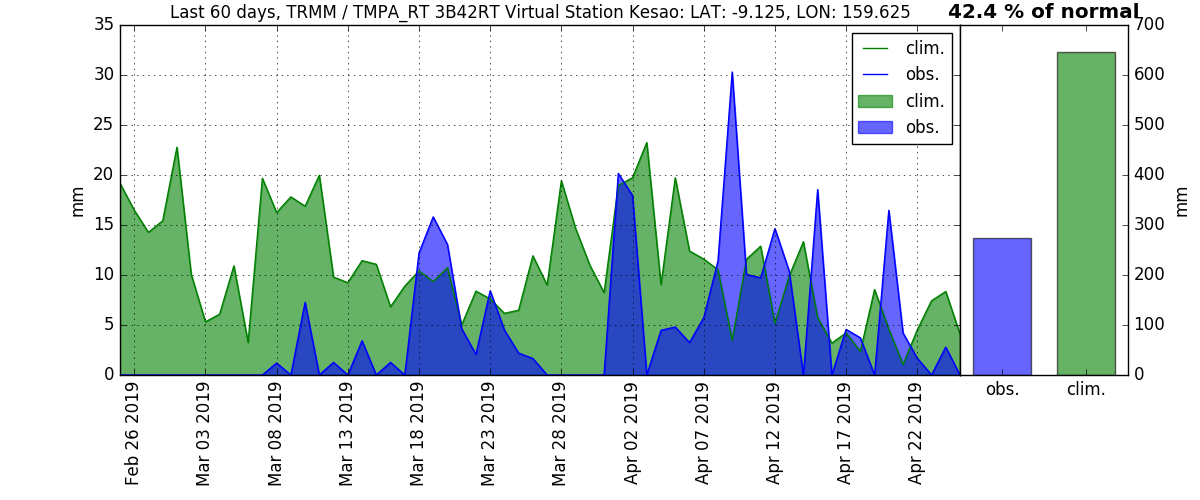 Last 60 days, TRMM / TMPA_RT 3B42RT Virtual Station Kesao: LAT: -9.125, LON: 159.625
42.4 % of normal
35
30
25
20
15
10
5
0
mm
clim.
obs.
clim.
obs.
700
600
500
400
300
200
100
0
mm
Feb 26 2019
Mar 03 2019
Mar 08 2019
Mar 13 2019
Mar 18 2019
Mar 23 2019
Mar 28 2019
Apr 02 2019
Apr 07 2019
Apr 12 2019
Apr 17 2019
Apr 22 2019
obs.
clim.